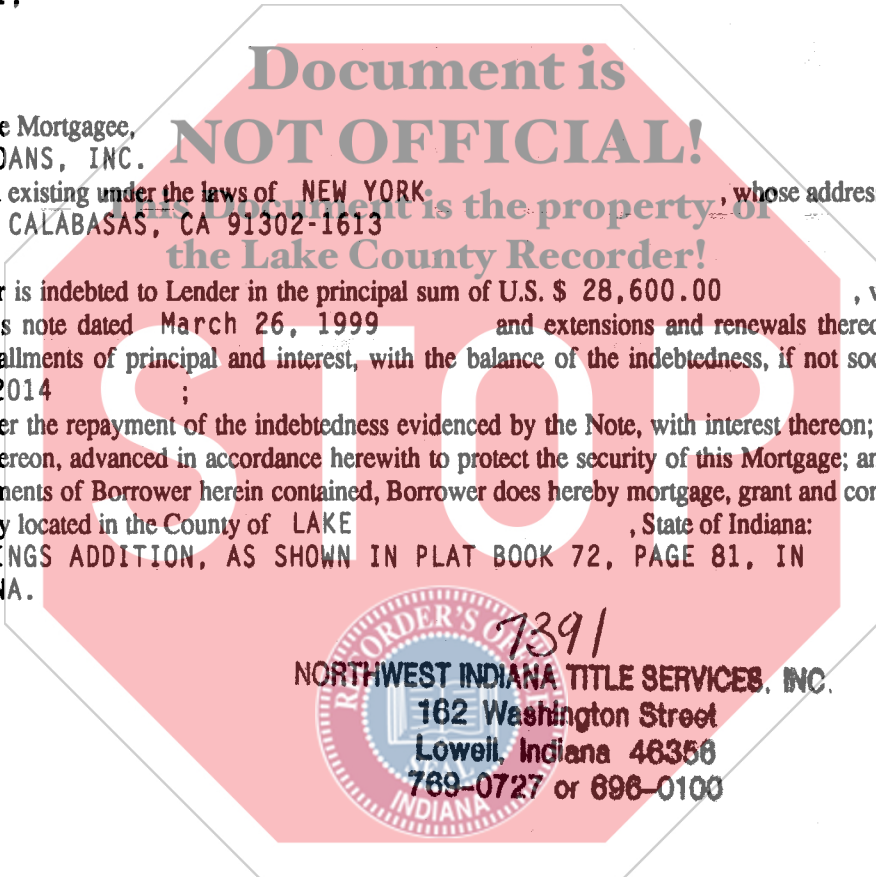 Document is
NOT OFFICIAL!
This Document is the property of
the Lake County Recorder!
STOP
e Mortgagee,
OANS, INC.
existing under the laws of NEW YORK , whose addres
CALABASAS, CA 91302-1613
r is indebted to Lender in the principal sum of U.S. $ 28,600.00 , v
s note dated March 26, 1999 and extensions and renewals thereo
allments of principal and interest, with the balance of the indebtedness, if not soo
2014 ;
er the repayment of the indebtedness evidenced by the Note, with interest thereon;
ereon, advanced in accordance herewith to protect the security of this Mortgage; an
nents of Borrower herein contained, Borrower does hereby mortgage, grant and con
y located in the County of LAKE , State of Indiana:
INGS ADDITION, AS SHOWN IN PLAT BOOK 72, PAGE 81, IN
NA.
7391
NORTHWEST INDIANA TITLE SERVICES, INC.
162 Washington Street
Lowell, Indiana 46356
769-0727 or 696-0100
RECORDER'S OFFICE
SEAL
INDIANA